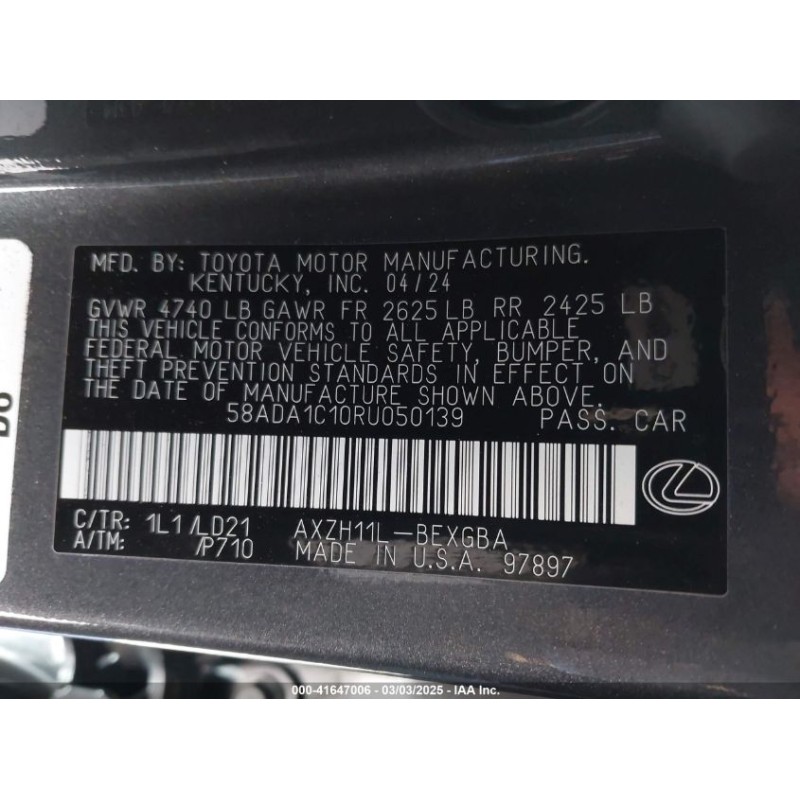 MFD. BY: TOYOTA MOTOR MANUFACTURING.
KENTUCKY, INC. 04/24
GVWR 4740 LB GAWR FR 2625 LB RR 2425 LB
THIS VEHICLE CONFORMS TO ALL APPLICABLE
FEDERAL MOTOR VEHICLE SAFETY, BUMPER, AND
THEFT PREVENTION STANDARDS IN EFFECT ON
THE DATE OF MANUFACTURE SHOWN ABOVE.
58ADA1C10RU050139 PASS. CAR
C/TR: 1L1/LD21 AXZH11L-BEXGBA
A/TM: /P710 MADE IN U.S.A. 97897
000-41647006 | 03/03/2025 - IAA Inc.